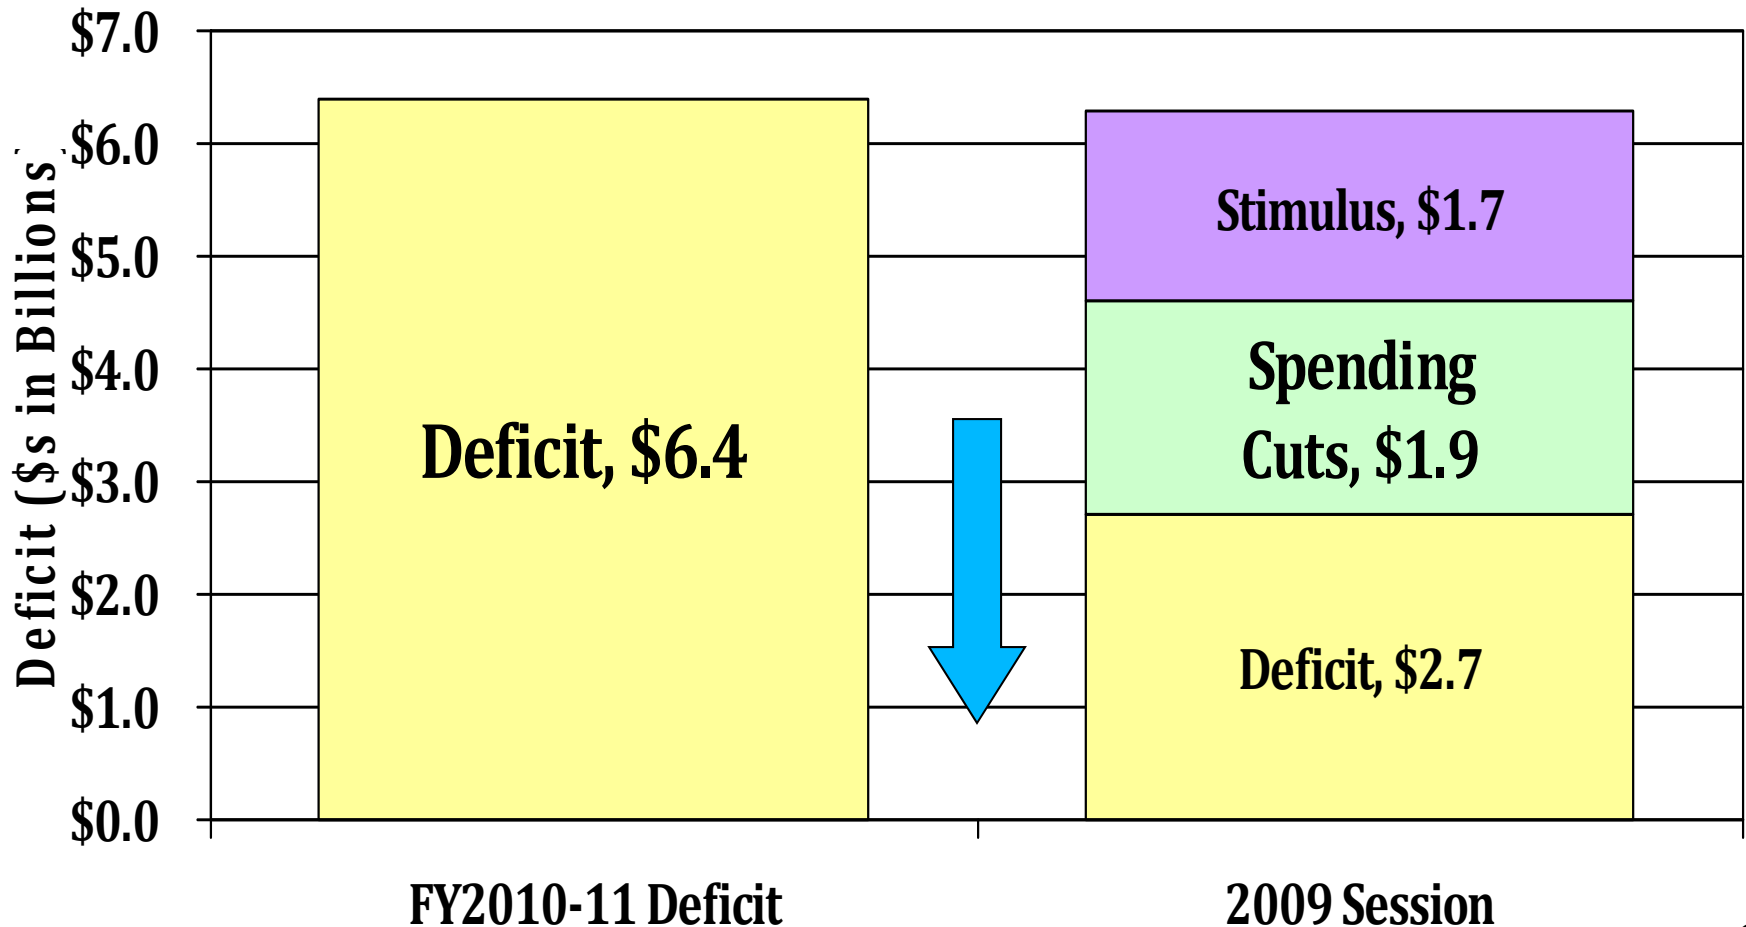 $7.0
$6.0
$5.0
$4.0
$3.0
$2.0
$1.0
$0.0
Deficit ($s in Billions)
Deficit, $6.4
Stimulus, $1.7
Spending
Cuts, $1.9
Deficit, $2.7
FY2010-11 Deficit
2009 Session